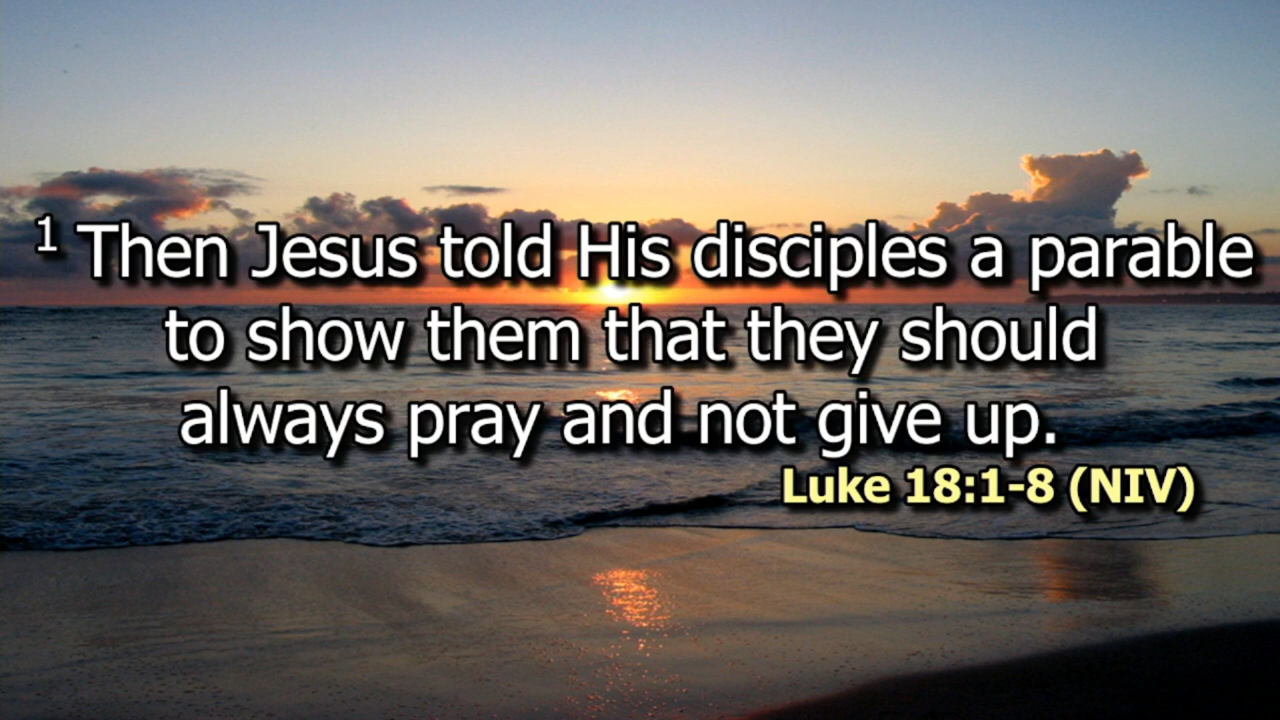 1 Then Jesus told His disciples a parable
to show them that they should
always pray and not give up.
Luke 18:1-8 (NIV)